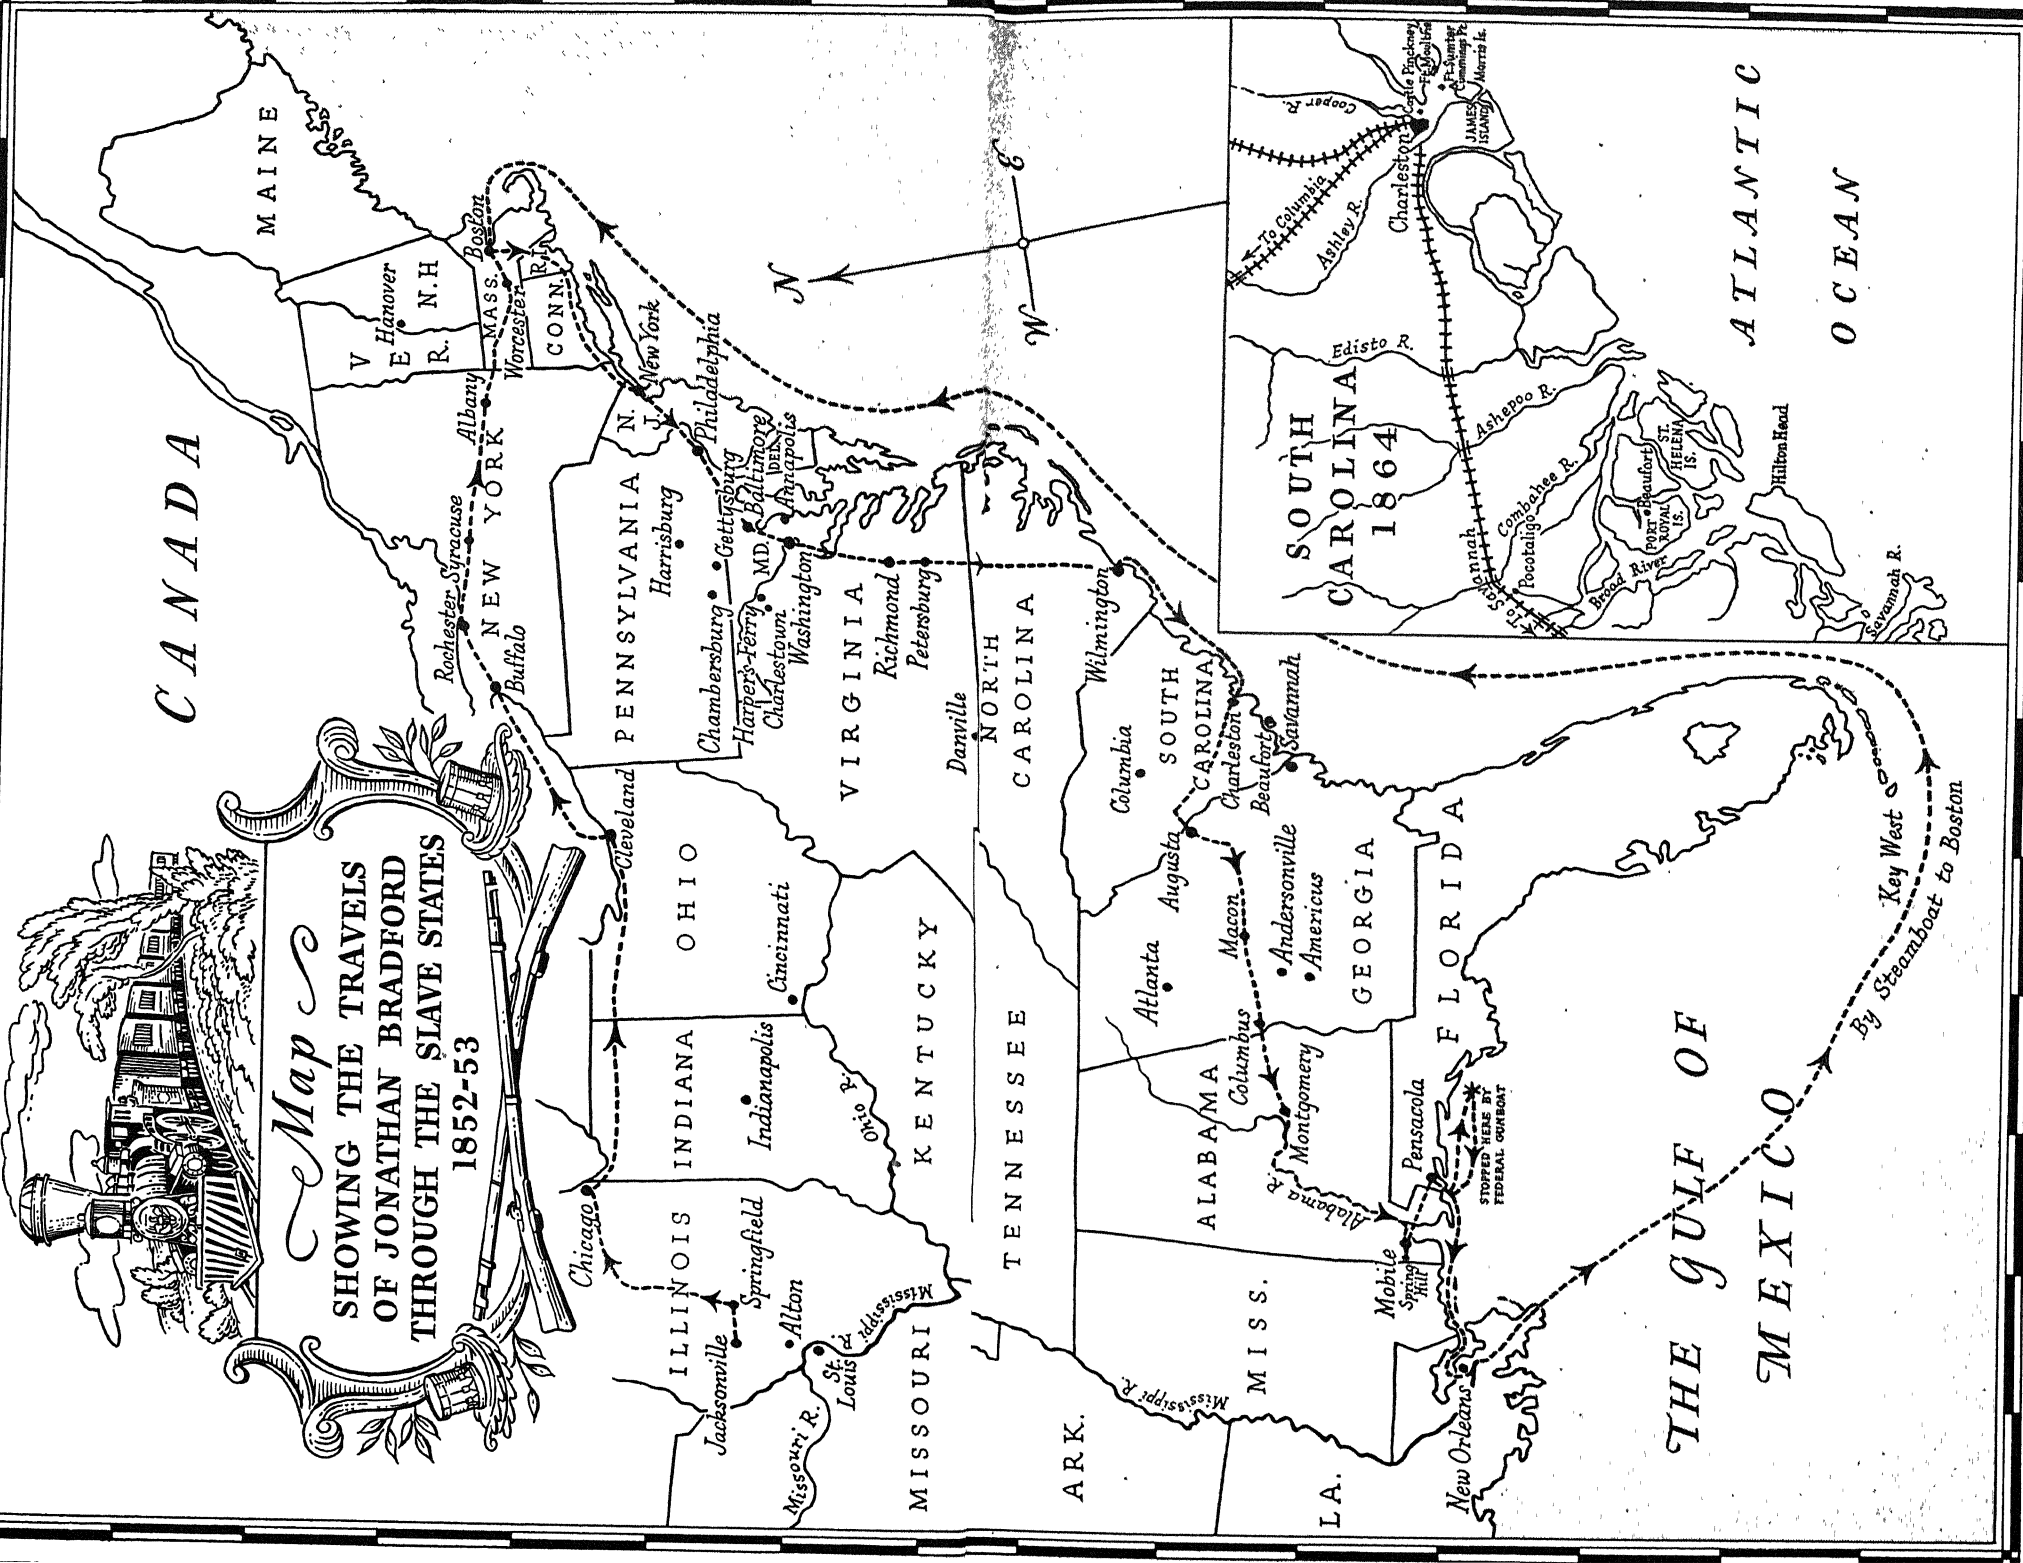 Map
SHOWING THE TRAVELS
OF JONATHAN BRADFORD
THROUGH THE SLAVE STATES
1852-53
CANADA
MAINE
VER.
Hanover
N.H
Boston
MASS.
Worcester
R.I.
CONN.
Albany
Syracuse
Rochester
Buffalo
NEW YORK
New York
N.J.
Philadelphia
PENNSYLVANIA
Harrisburg
Gettysburg
Chambersburg
Baltimore
DEL.
Annapolis
MD.
Harper's-Ferry
Charlestown
Washington
VIRGINIA
Richmond
Petersburg
Danville
NORTH
CAROLINA
Wilmington
SOUTH
CAROLINA
Columbia
Charleston
Beaufort
Savannah
Augusta
Cleveland
OHIO
Cincinnati
INDIANA
Indianapolis
Ohio R.
KENTUCKY
TENNESSEE
Chicago
ILLINOIS
Springfield
Jacksonville
Alton
St.
Louis
Mississippi R.
Missouri R.
MISSOURI
ARK.
Mississippi R.
MISS.
LA.
New Orleans
ALABAMA
Alabama R.
Montgomery
Columbus
Mobile
Spring
Hill
Pensacola
STOPPED HERE BY
FEDERAL GUNBOAT
GEORGIA
Atlanta
Macon
Andersonville
Americus
FLORIDA
Key West
By Steamboat to Boston
THE GULF OF
MEXICO
N
E
W
SOUTH
CAROLINA
1864
Cooper R.
Castle Pinckney
Ft. Moultrie
Ft. Sumter
Cummings Pt.
Morris Is.
JAMES
ISLAND
Charleston
To Columbia
Ashley R.
Edisto R.
Ashepoo R.
Combahee R.
Pocotaligo
To Savannah
Broad River
PORT
ROYAL
IS.
Beaufort
ST.
HELENA
IS.
Hilton Head
Savannah R.
ATLANTIC
OCEAN